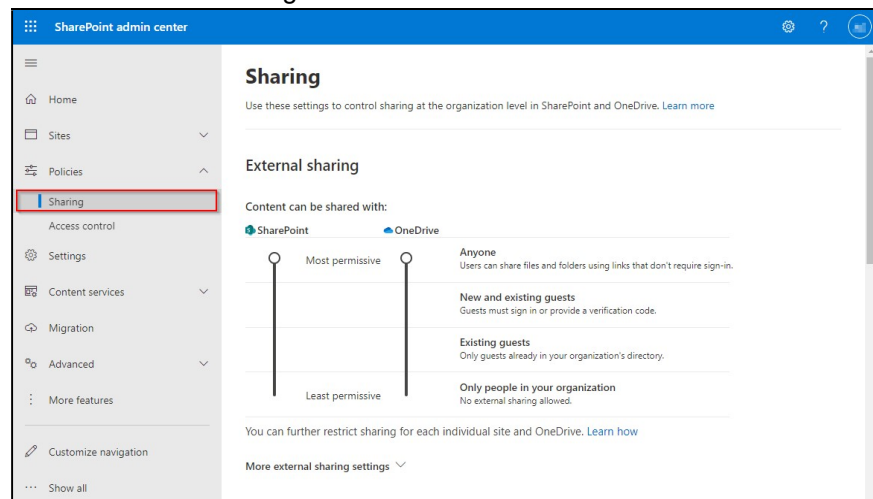 SharePoint admin center
?
Home
Sites
Policies
Sharing
Access control
Settings
Content services
Migration
Advanced
More features
Customize navigation
Show all
Sharing
Use these settings to control sharing at the organization level in SharePoint and OneDrive. Learn more
External sharing
Content can be shared with:
SharePoint OneDrive
Most permissive
Anyone
Users can share files and folders using links that don't require sign-in.
New and existing guests
Guests must sign in or provide a verification code.
Existing guests
Only guests already in your organization's directory.
Least permissive
Only people in your organization
No external sharing allowed.
You can further restrict sharing for each individual site and OneDrive. Learn how
More external sharing settings